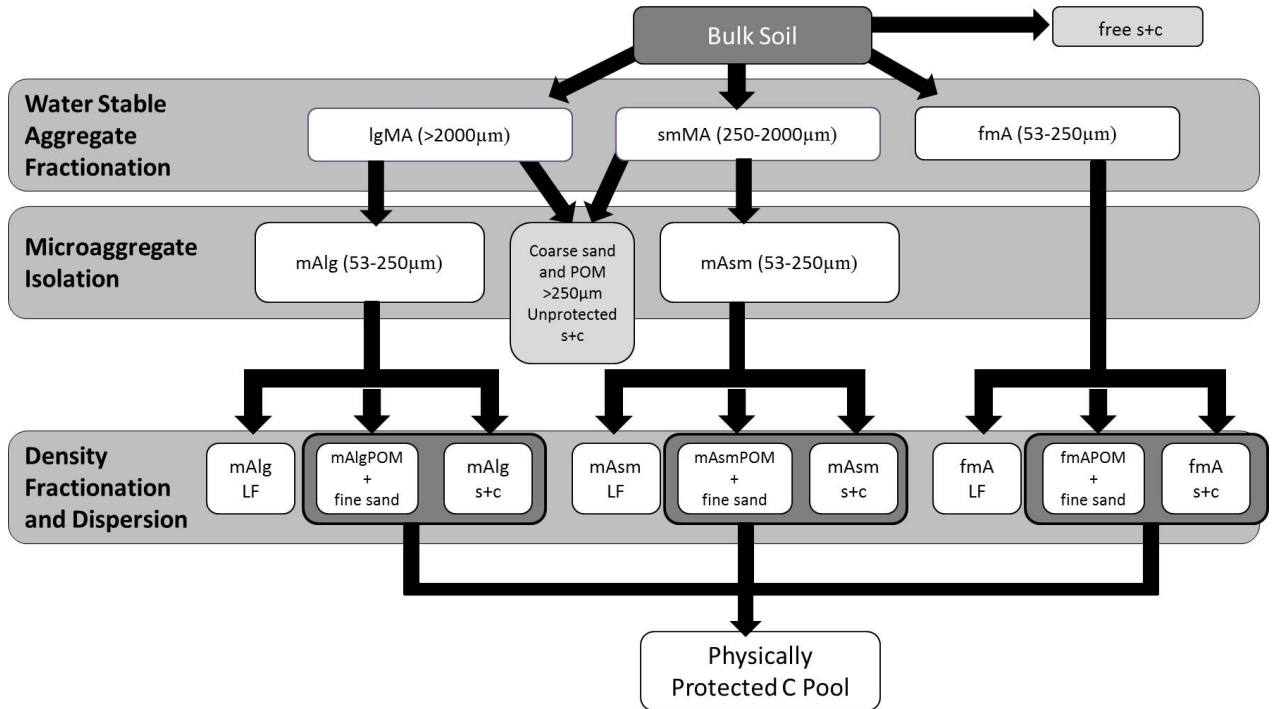 Bulk Soil
free s+c
Water Stable
Aggregate
Fractionation
lgMA (>2000μm)
smMA (250-2000μm)
fmA (53-250μm)
Microaggregate
Isolation
mAlg (53-250μm)
Coarse sand
and POM
>250μm
Unprotected
s+c
mAsm (53-250μm)
Density
Fractionation
and Dispersion
mAlg
LF
mAlgPOM
+
fine sand
mAlg
s+c
mAsm
LF
mAsmPOM
+
fine sand
mAsm
s+c
fmA
LF
fmAPOM
+
fine sand
fmA
s+c
Physically
Protected C Pool